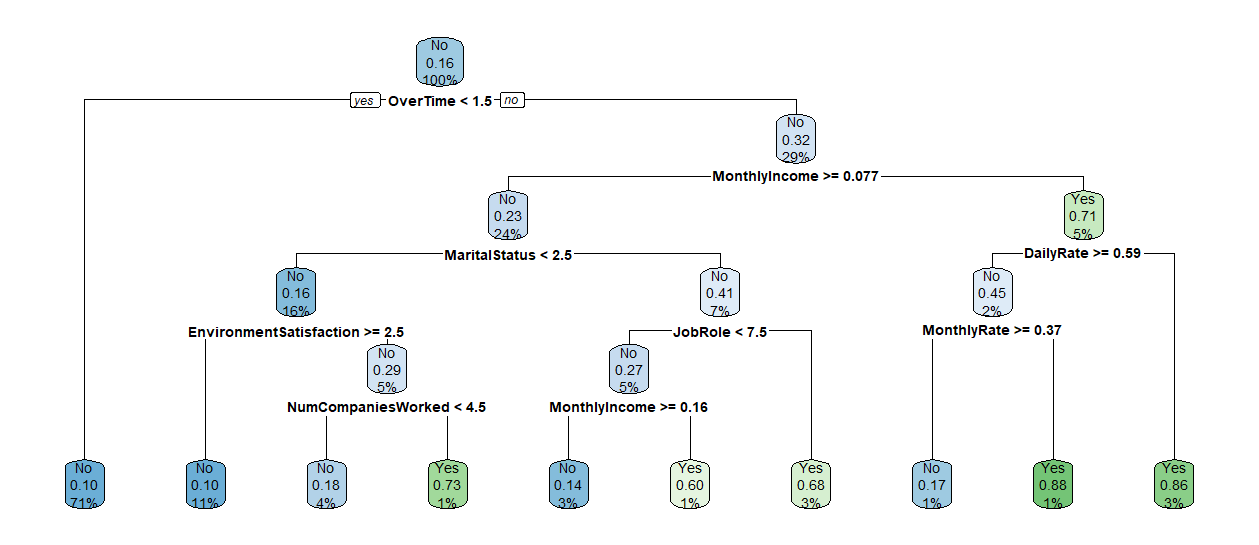 No
0.16
100%
yes OverTime < 1.5 no
No
0.32
29%
MonthlyIncome >= 0.077
No
0.23
24%
Yes
0.71
5%
MaritalStatus < 2.5
DailyRate >= 0.59
No
0.16
16%
No
0.41
7%
No
0.45
2%
EnvironmentSatisfaction >= 2.5
JobRole < 7.5
MonthlyRate >= 0.37
No
0.29
5%
No
0.27
5%
NumCompaniesWorked < 4.5
MonthlyIncome >= 0.16
No
0.10
71%
No
0.10
11%
No
0.18
4%
Yes
0.73
1%
No
0.14
3%
Yes
0.60
1%
Yes
0.68
3%
No
0.17
1%
Yes
0.88
1%
Yes
0.86
3%